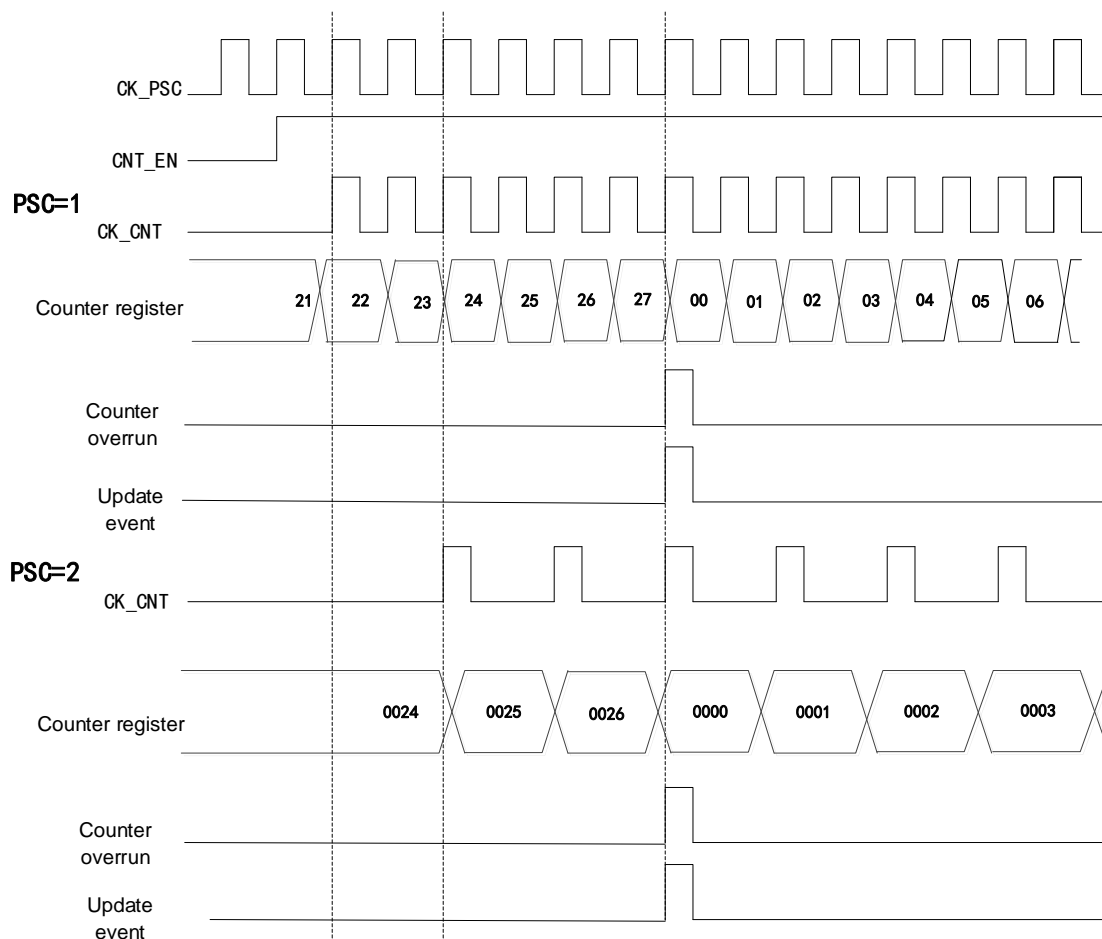 CK_PSC
CNT_EN
PSC=1
CK_CNT
Counter register
21 22 23 24 25 26 27 00 01 02 03 04 05 06
Counter
overrun
Update
event
PSC=2
CK_CNT
Counter register
0024 0025 0026 0000 0001 0002 0003
Counter
overrun
Update
event